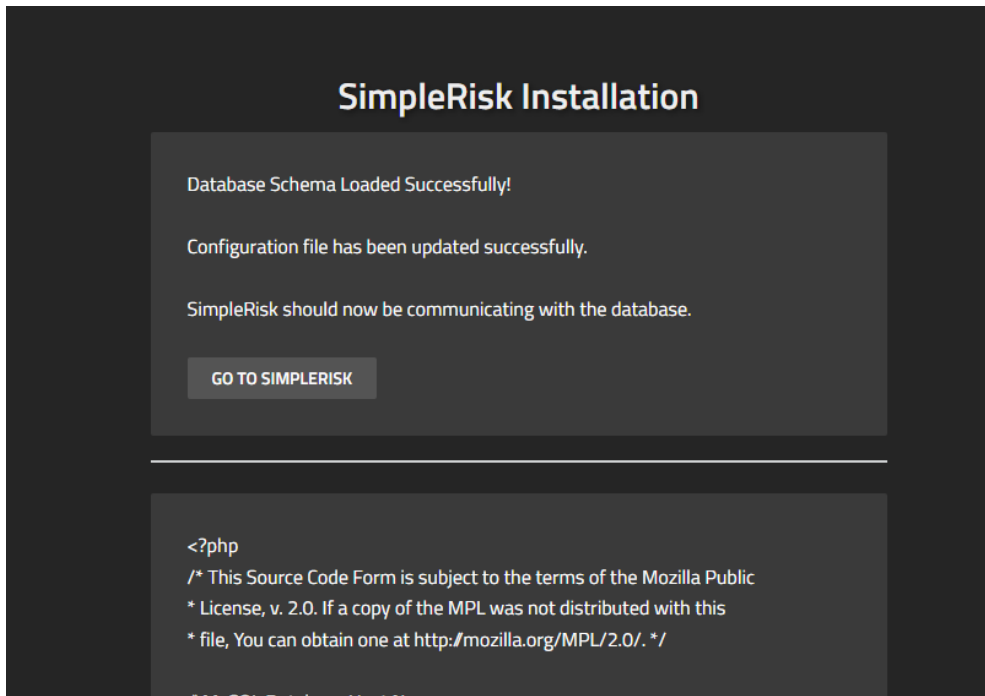 SimpleRisk Installation
Database Schema Loaded Successfully!
Configuration file has been updated successfully.
SimpleRisk should now be communicating with the database.
GO TO SIMPLERISK
<?php
/* This Source Code Form is subject to the terms of the Mozilla Public
* License, v. 2.0. If a copy of the MPL was not distributed with this
* file, You can obtain one at http://mozilla.org/MPL/2.0/. */